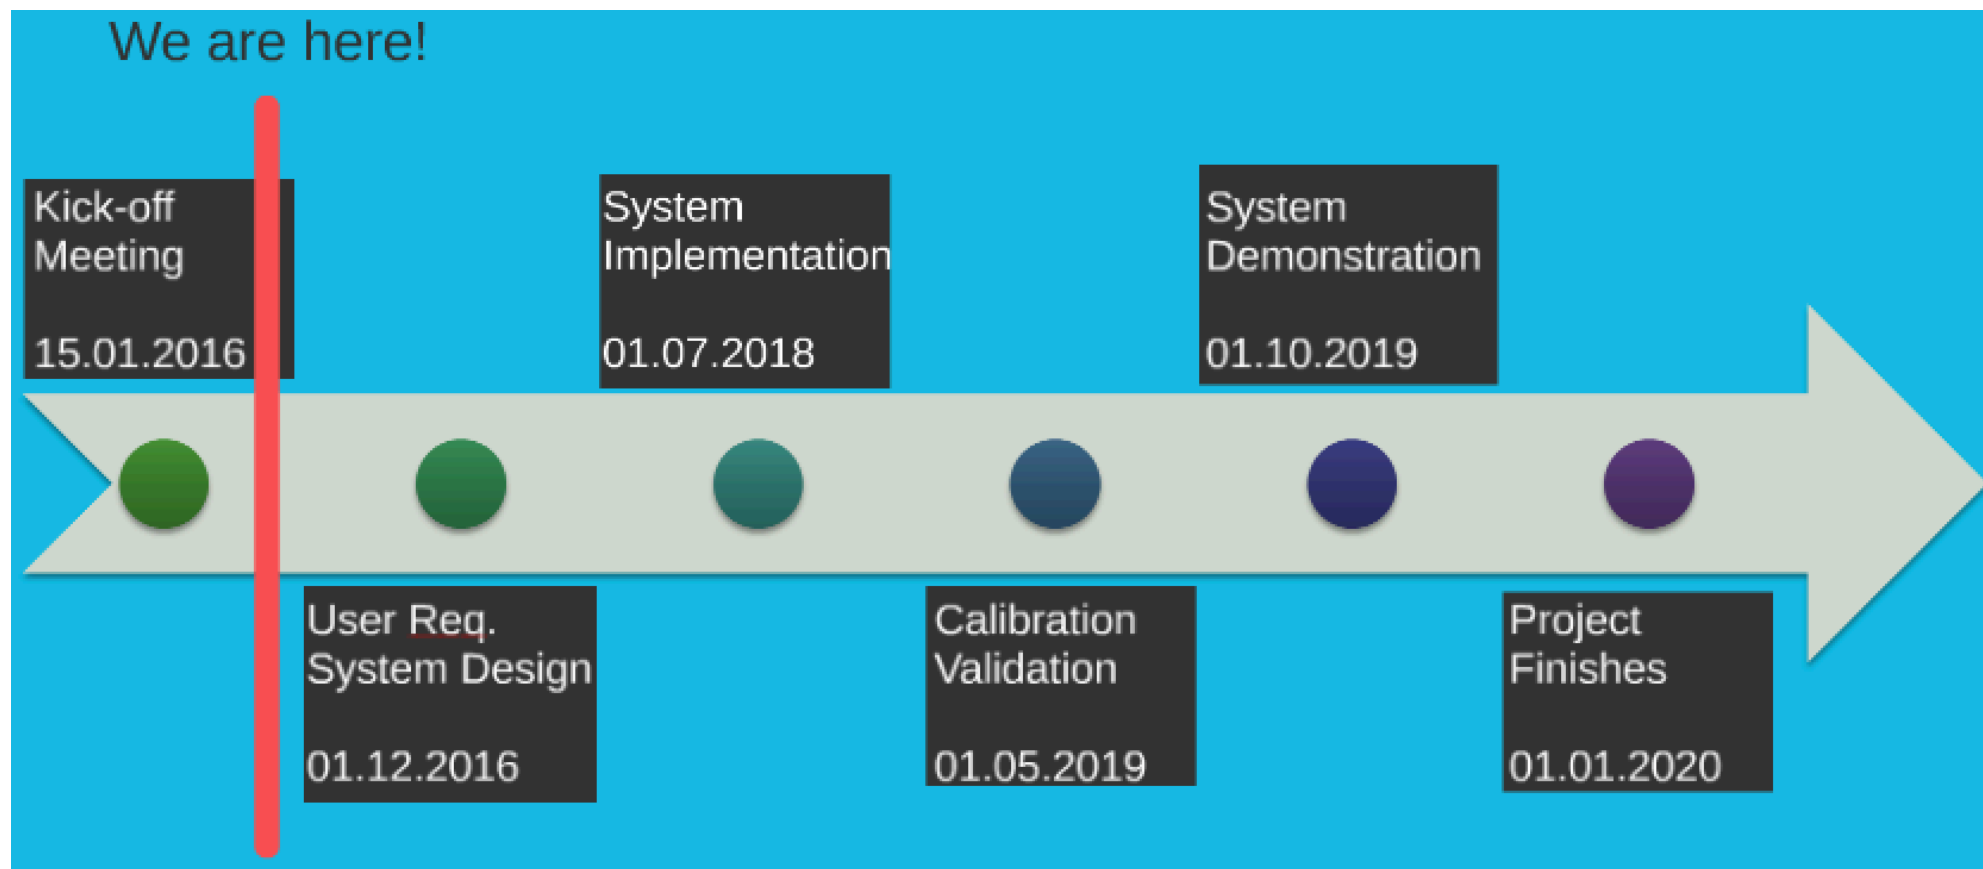 We are here!
Kick-off
Meeting
15.01.2016
System
Implementation
01.07.2018
System
Demonstration
01.10.2019
User Req.
System Design
01.12.2016
Calibration
Validation
01.05.2019
Project
Finishes
01.01.2020